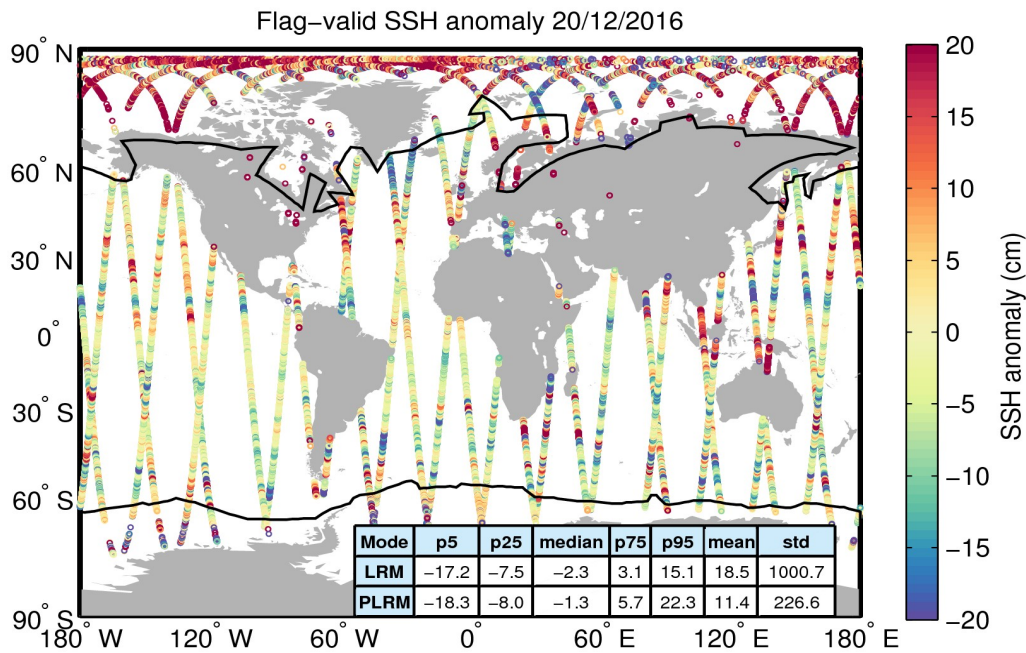 Flag−valid SSH anomaly 20/12/2016
90° N
60° N
30° N
0°
30° S
60° S
90° S
180° W
120° W
60° W
0°
60° E
120° E
180° E
Mode p5 p25 median p75 p95 mean std
LRM −17.2 −7.5 −2.3 3.1 15.1 18.5 1000.7
PLRM −18.3 −8.0 −1.3 5.7 22.3 11.4 226.6
20
15
10
5
0
−5
−10
−15
−20
SSH anomaly (cm)